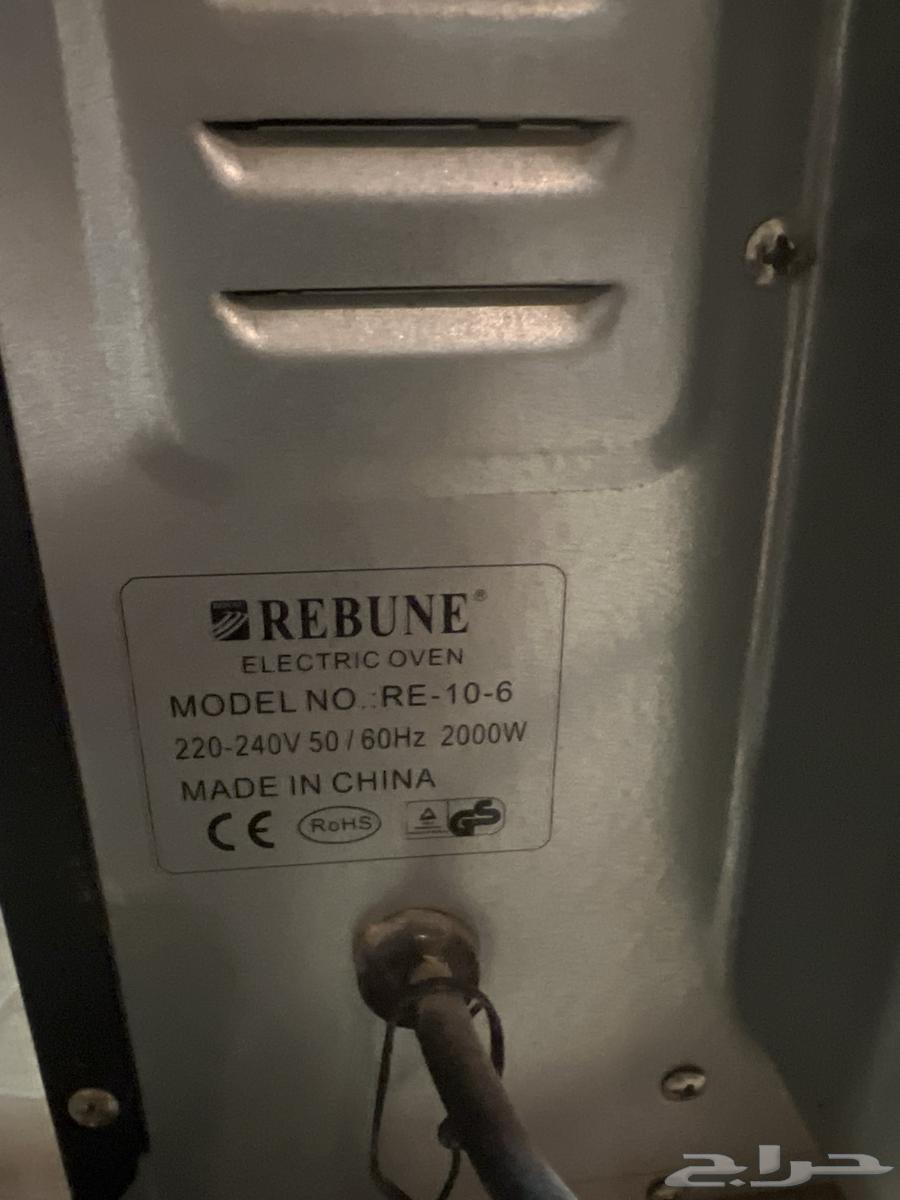 REBUNE®
ELECTRIC OVEN
MODEL NO.:RE-10-6
220-240V 50/60Hz 2000W
MADE IN CHINA
CE RoHS GS
حراج